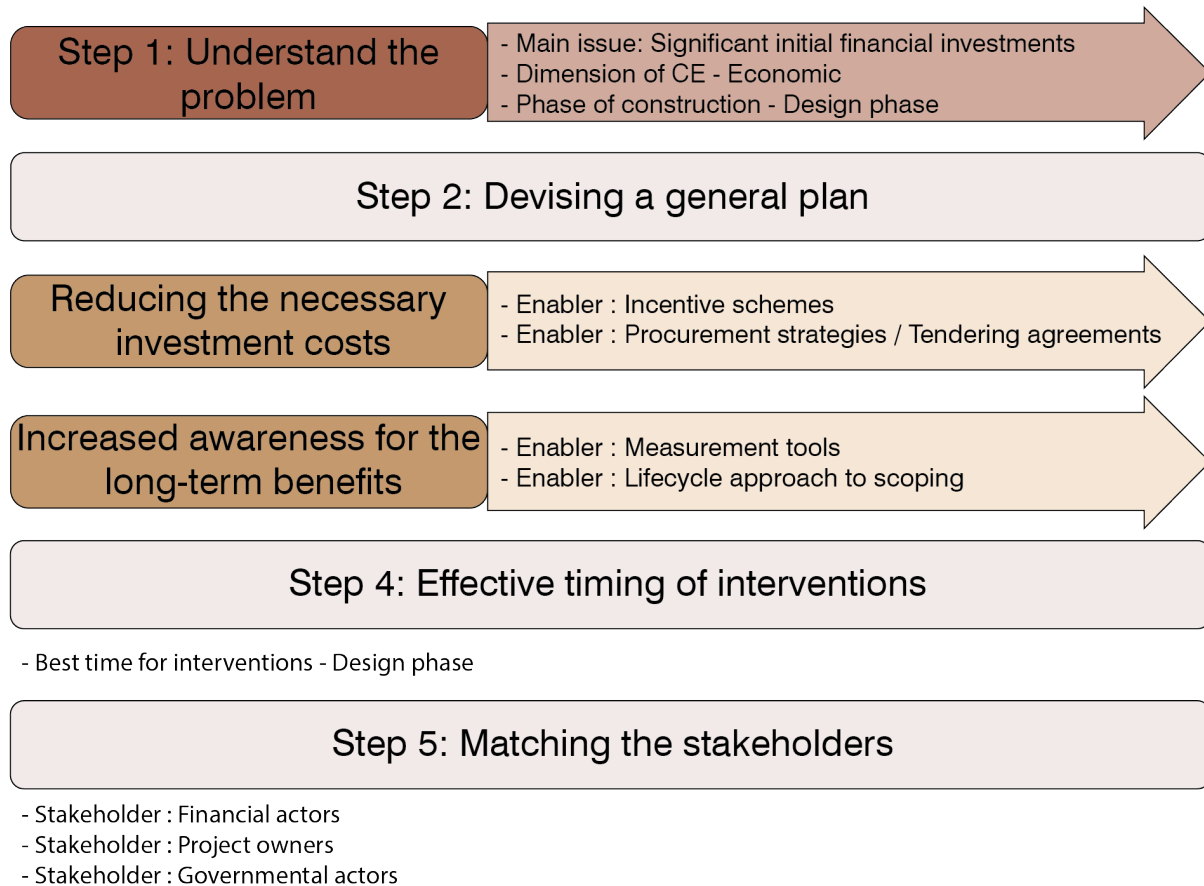 Step 1: Understand the
problem
- Main issue: Significant initial financial investments
- Dimension of CE - Economic
- Phase of construction - Design phase
Step 2: Devising a general plan
Reducing the necessary
investment costs
- Enabler : Incentive schemes
- Enabler : Procurement strategies / Tendering agreements
Increased awareness for the
long-term benefits
- Enabler : Measurement tools
- Enabler : Lifecycle approach to scoping
Step 4: Effective timing of interventions
- Best time for interventions - Design phase
Step 5: Matching the stakeholders
- Stakeholder : Financial actors
- Stakeholder : Project owners
- Stakeholder : Governmental actors